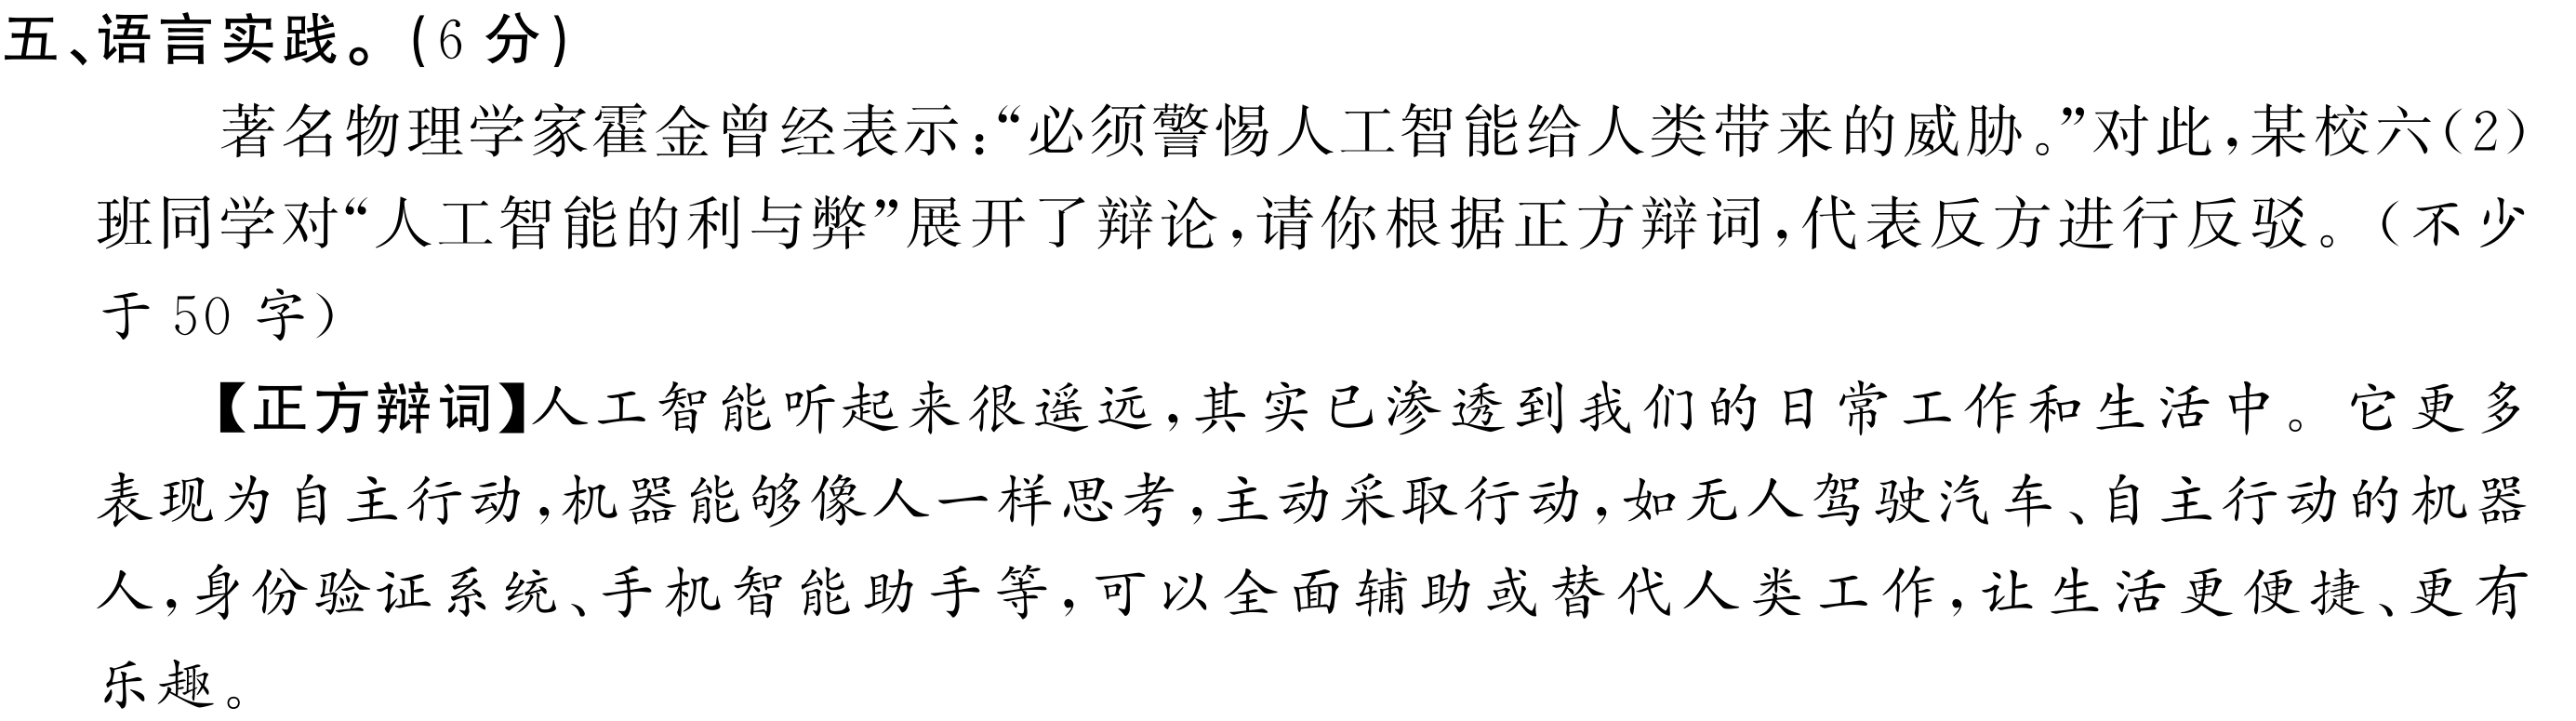 五、语言实践。(6 分)
著名物理学家霍金曾经表示:“必须警惕人工智能给人类带来的威胁。”对此,某校六(2)
班同学对“人工智能的利与弊”展开了辩论,请你根据正方辩词,代表反方进行反驳。(不少
于 50 字)
【正方辩词】人工智能听起来很遥远,其实已渗透到我们的日常工作和生活中。它更多
表现为自主行动,机器能够像人一样思考,主动采取行动,如无人驾驶汽车、自主行动的机器
人,身份验证系统、手机智能助手等,可以全面辅助或替代人类工作,让生活更便捷、更有
乐趣。